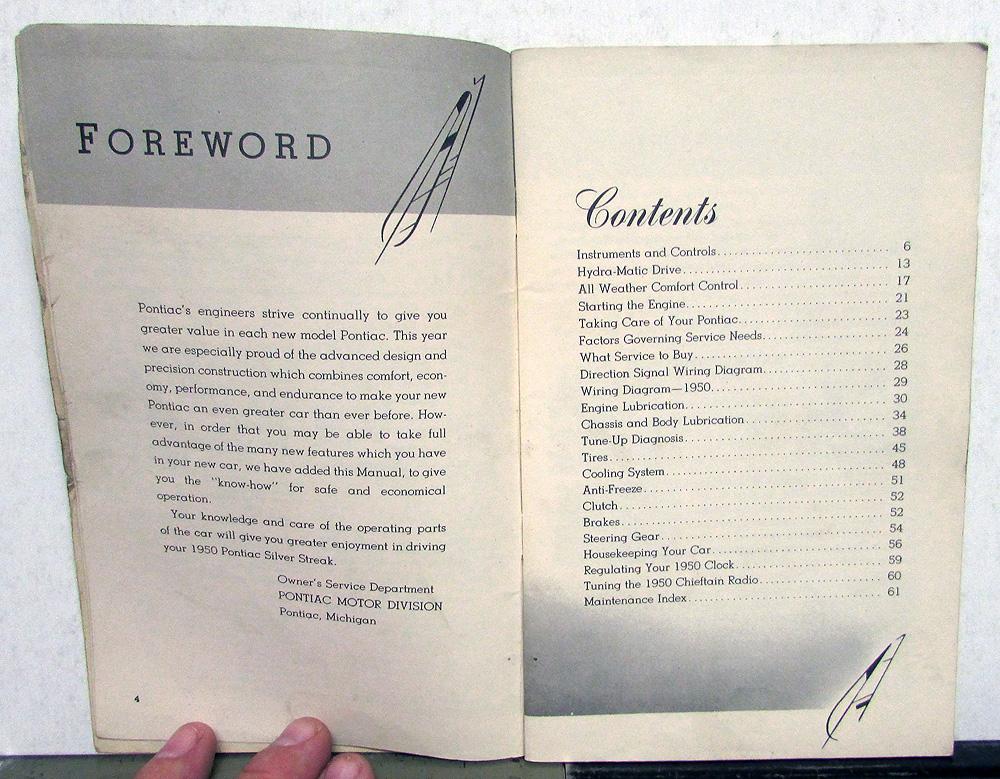 FOREWORD
Pontiac's engineers strive continually to give you
greater value in each new model Pontiac. This year
we are especially proud of the advanced design and
precision construction which combines comfort, econ-
omy, performance, and endurance to make your new
Pontiac an even greater car than ever before. How-
ever, in order that you may be able to take full
advantage of the many new features which you have
in your new car, we have added this Manual, to give
you the "know-how" for safe and economical
operation.
Your knowledge and care of the operating parts
of the car will give you greater enjoyment in driving
your 1950 Pontiac Silver Streak.
Owner's Service Department
PONTIAC MOTOR DIVISION
Pontiac, Michigan
4
Contents
Instruments and Controls 6
Hydra-Matic Drive 13
All Weather Comfort Control 17
Starting the Engine 21
Taking Care of Your Pontiac 23
Factors Governing Service Needs 24
What Service to Buy 26
Direction Signal Wiring Diagram 28
Wiring Diagram—1950 29
Engine Lubrication 30
Chassis and Body Lubrication 34
Tune-Up Diagnosis 38
Tires 45
Cooling System 48
Anti-Freeze 51
Clutch 52
Brakes 52
Steering Gear 54
Housekeeping Your Car 56
Regulating Your 1950 Clock 59
Tuning the 1950 Chieftain Radio 60
Maintenance Index 61